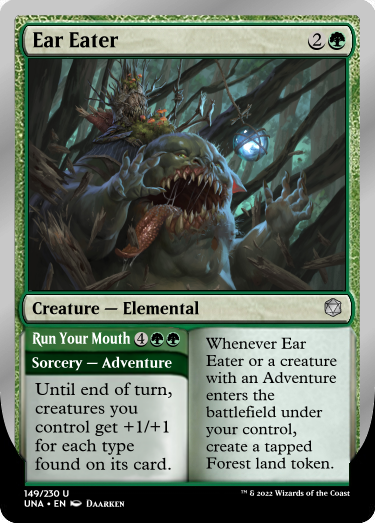 Ear Eater 2
Creature — Elemental
Run Your Mouth 4
Sorcery — Adventure
Until end of turn,
creatures you
control get +1/+1
for each type
found on its card.
Whenever Ear
Eater or a creature
with an Adventure
enters the
battlefield under
your control,
create a tapped
Forest land token.
149/230 U
UNA • EN DAARKEN
™ & 2022 Wizards of the Coast